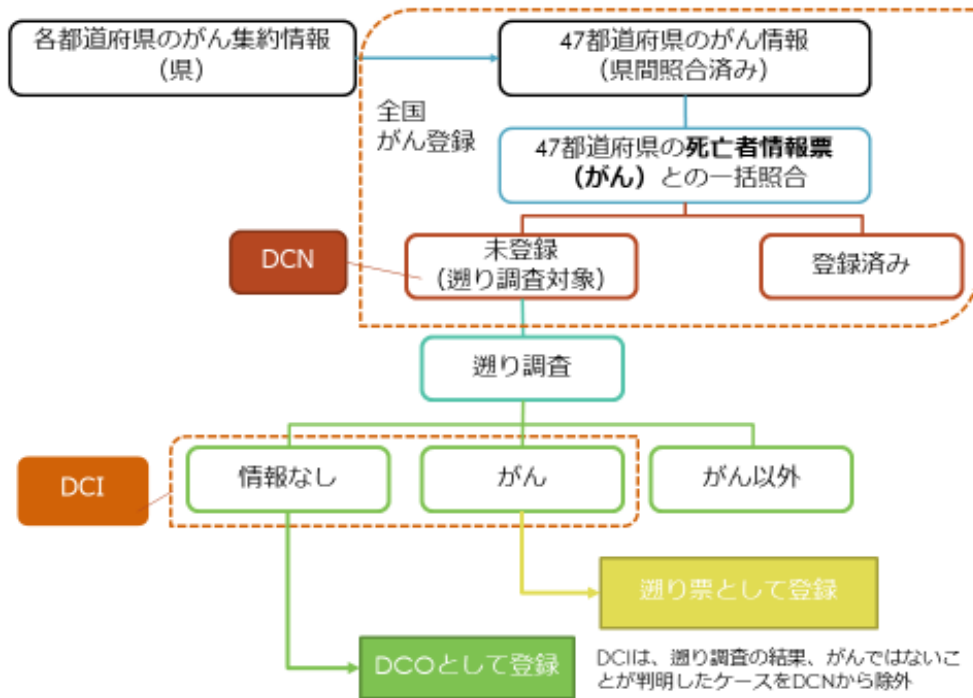 各都道府県のがん集約情報
（県）
47都道府県のがん情報
（県間照合済み）
全国
がん登録
47都道府県の死亡者情報票
（がん）との一括照合
DCN
未登録
（遡り調査対象）
登録済み
遡り調査
DCI
情報なし
がん
がん以外
遡り票として登録
DCOとして登録
DCIは、遡り調査の結果、がんではないこ
とが判明したケースをDCNから除外